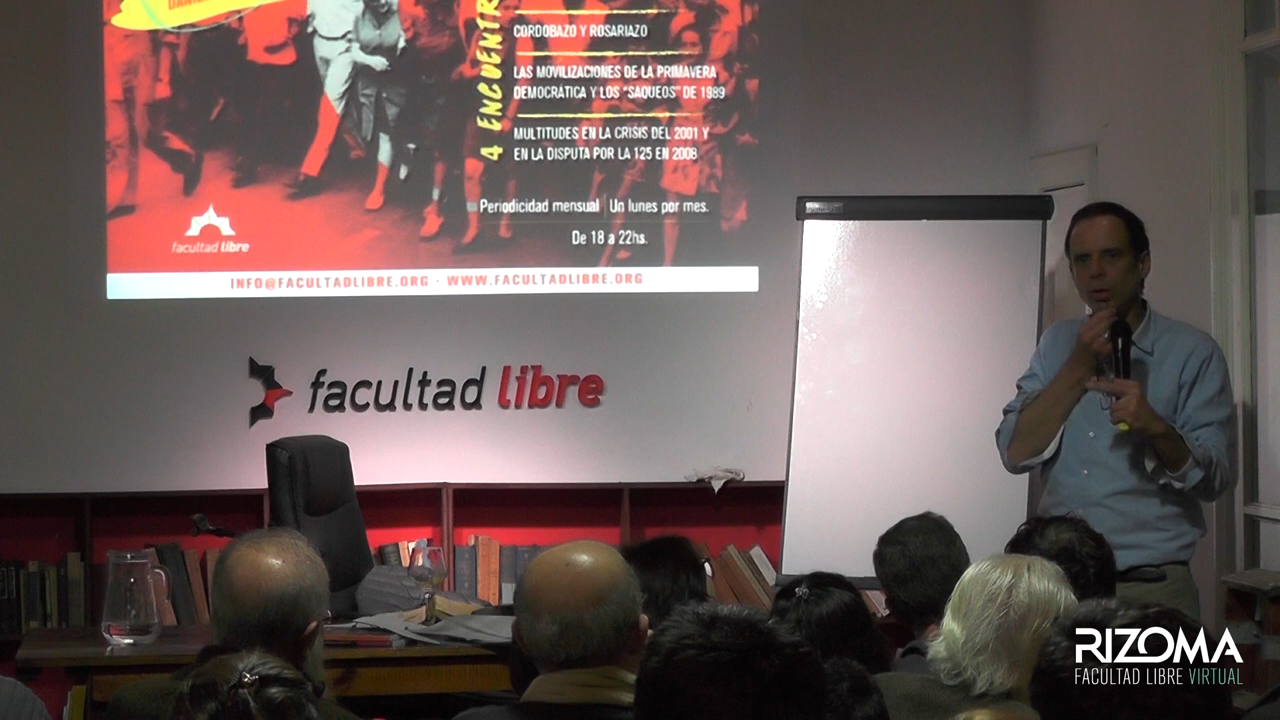 4 ENCUENTR
CORDOBAZO Y ROSARIAZO
LAS MOVILIZACIONES DE LA PRIMAVERA
DEMOCRÁTICA Y LOS "SAQUEOS" DE 1989
MULTITUDES EN LA CRISIS DEL 2001 Y
EN LA DISPUTA POR LA 125 EN 2008
Periodicidad mensual | Un lunes por mes.
De 18 a 22hs.
facultad libre
INFO@FACULTADLIBRE.ORG - WWW.FACULTADLIBRE.ORG
facultad libre
RIZOMA
FACULTAD LIBRE VIRTUAL